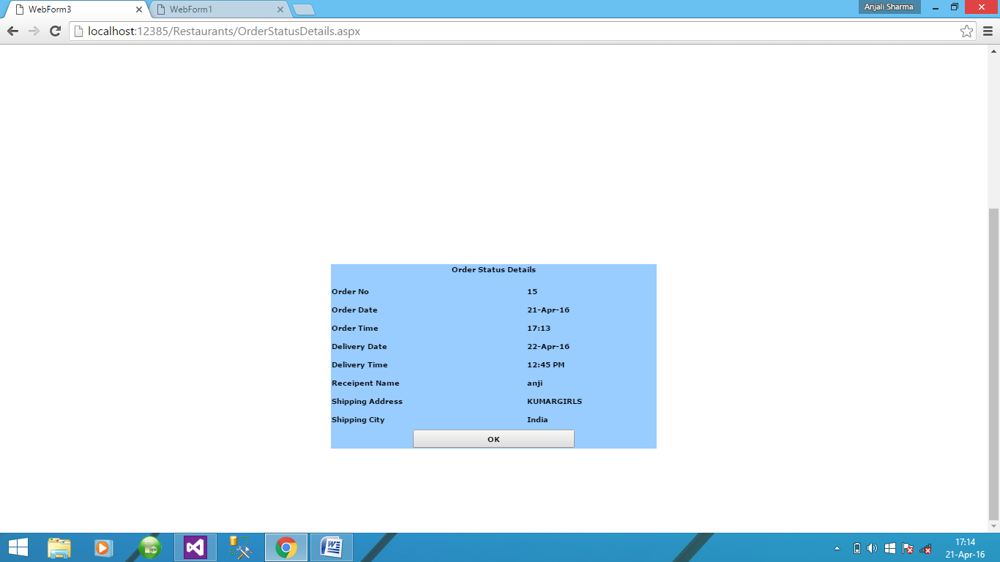 WebForm3
WebForm1
Anjali Sharma
localhost:12385/Restaurants/OrderStatusDetails.aspx
Order Status Details
Order No 15
Order Date 21-Apr-16
Order Time 17:13
Delivery Date 22-Apr-16
Delivery Time 12:45 PM
Receipent Name anji
Shipping Address KUMARGIRLS
Shipping City India
OK
17:14
21-Apr-16